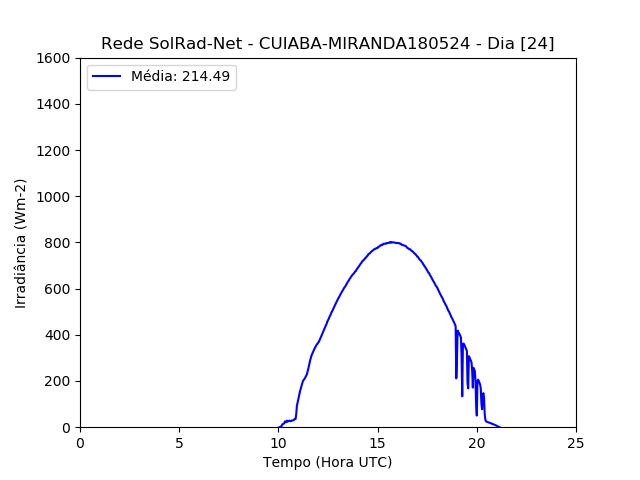 Rede SolRad-Net - CUIABA-MIRANDA180524 - Dia [24]
Média: 214.49
1600
1400
1200
1000
800
600
400
200
0
Irradiância (Wm-2)
0 5 10 15 20 25
Tempo (Hora UTC)